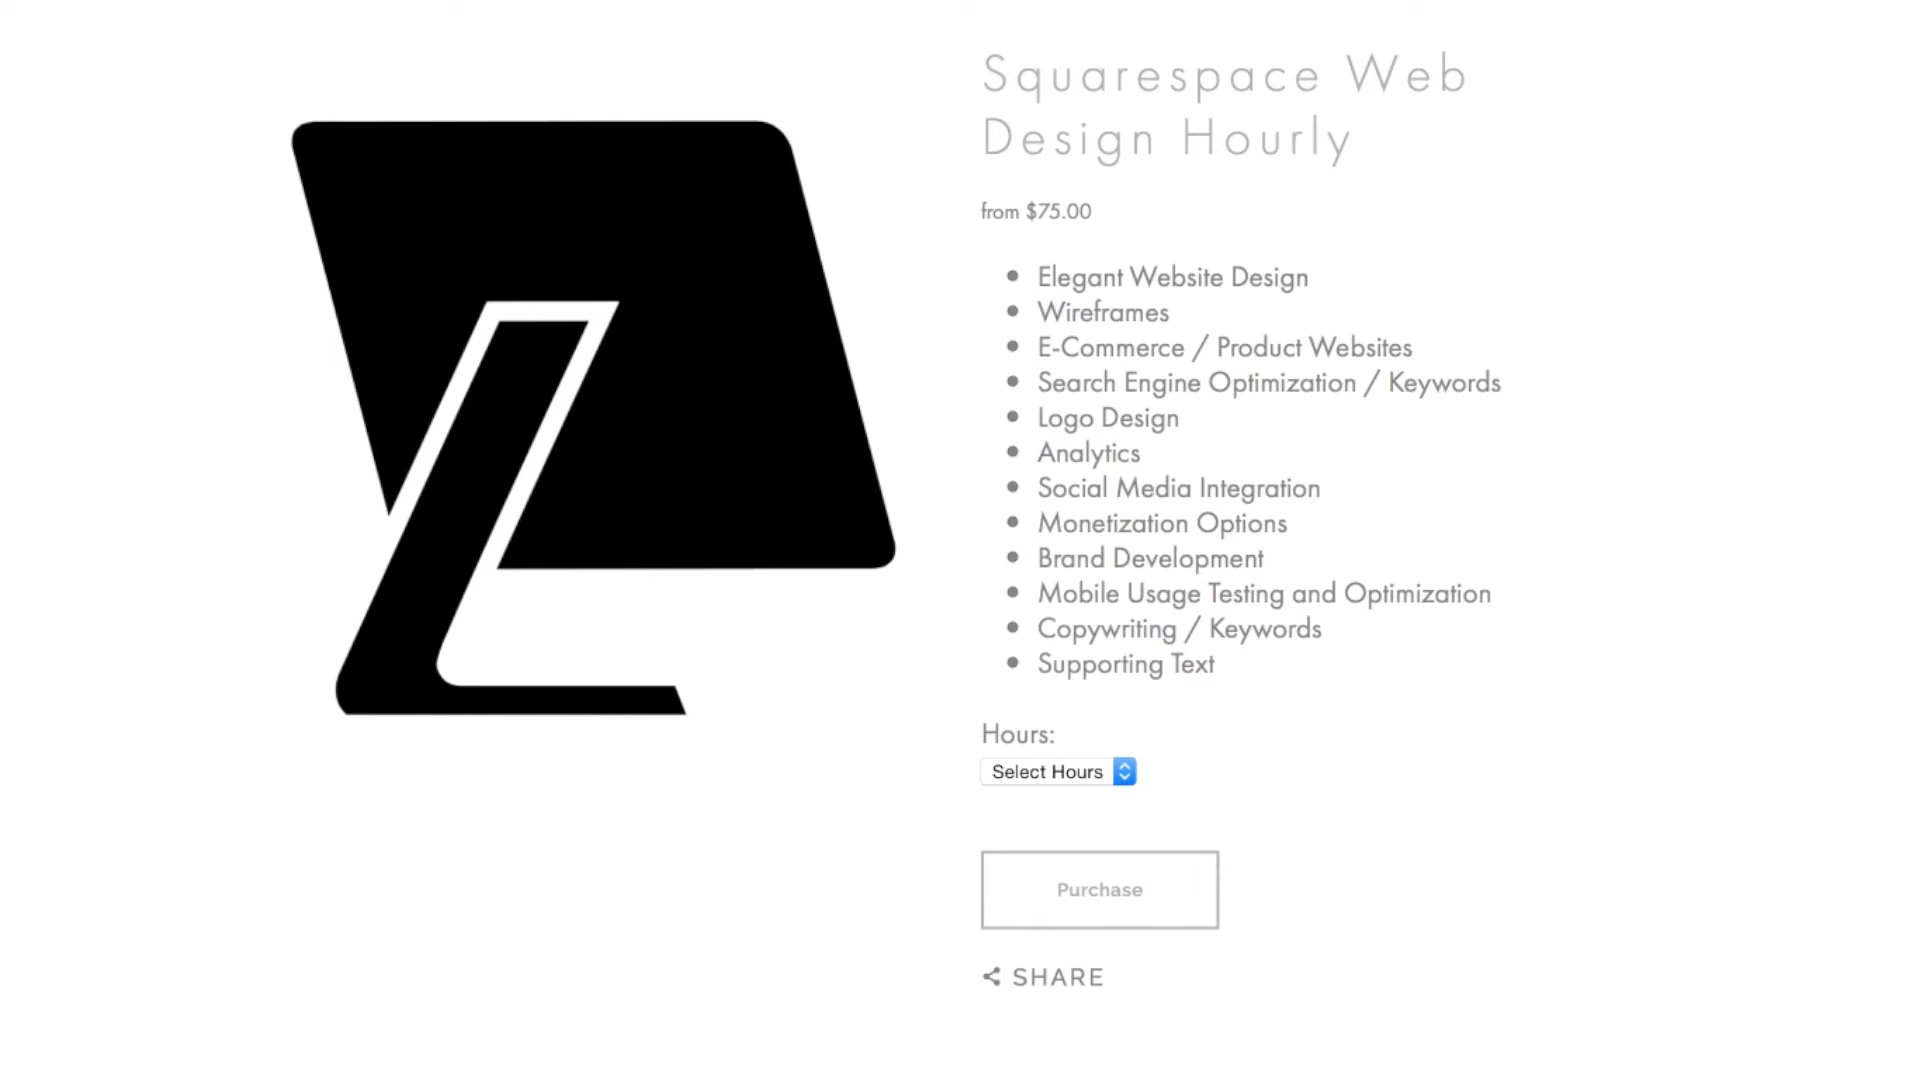 Squarespace Web
Design Hourly
from $75.00
Elegant Website Design
Wireframes
E-Commerce / Product Websites
Search Engine Optimization / Keywords
Logo Design
Analytics
Social Media Integration
Monetization Options
Brand Development
Mobile Usage Testing and Optimization
Copywriting / Keywords
Supporting Text
Hours:
Select Hours
Purchase
SHARE